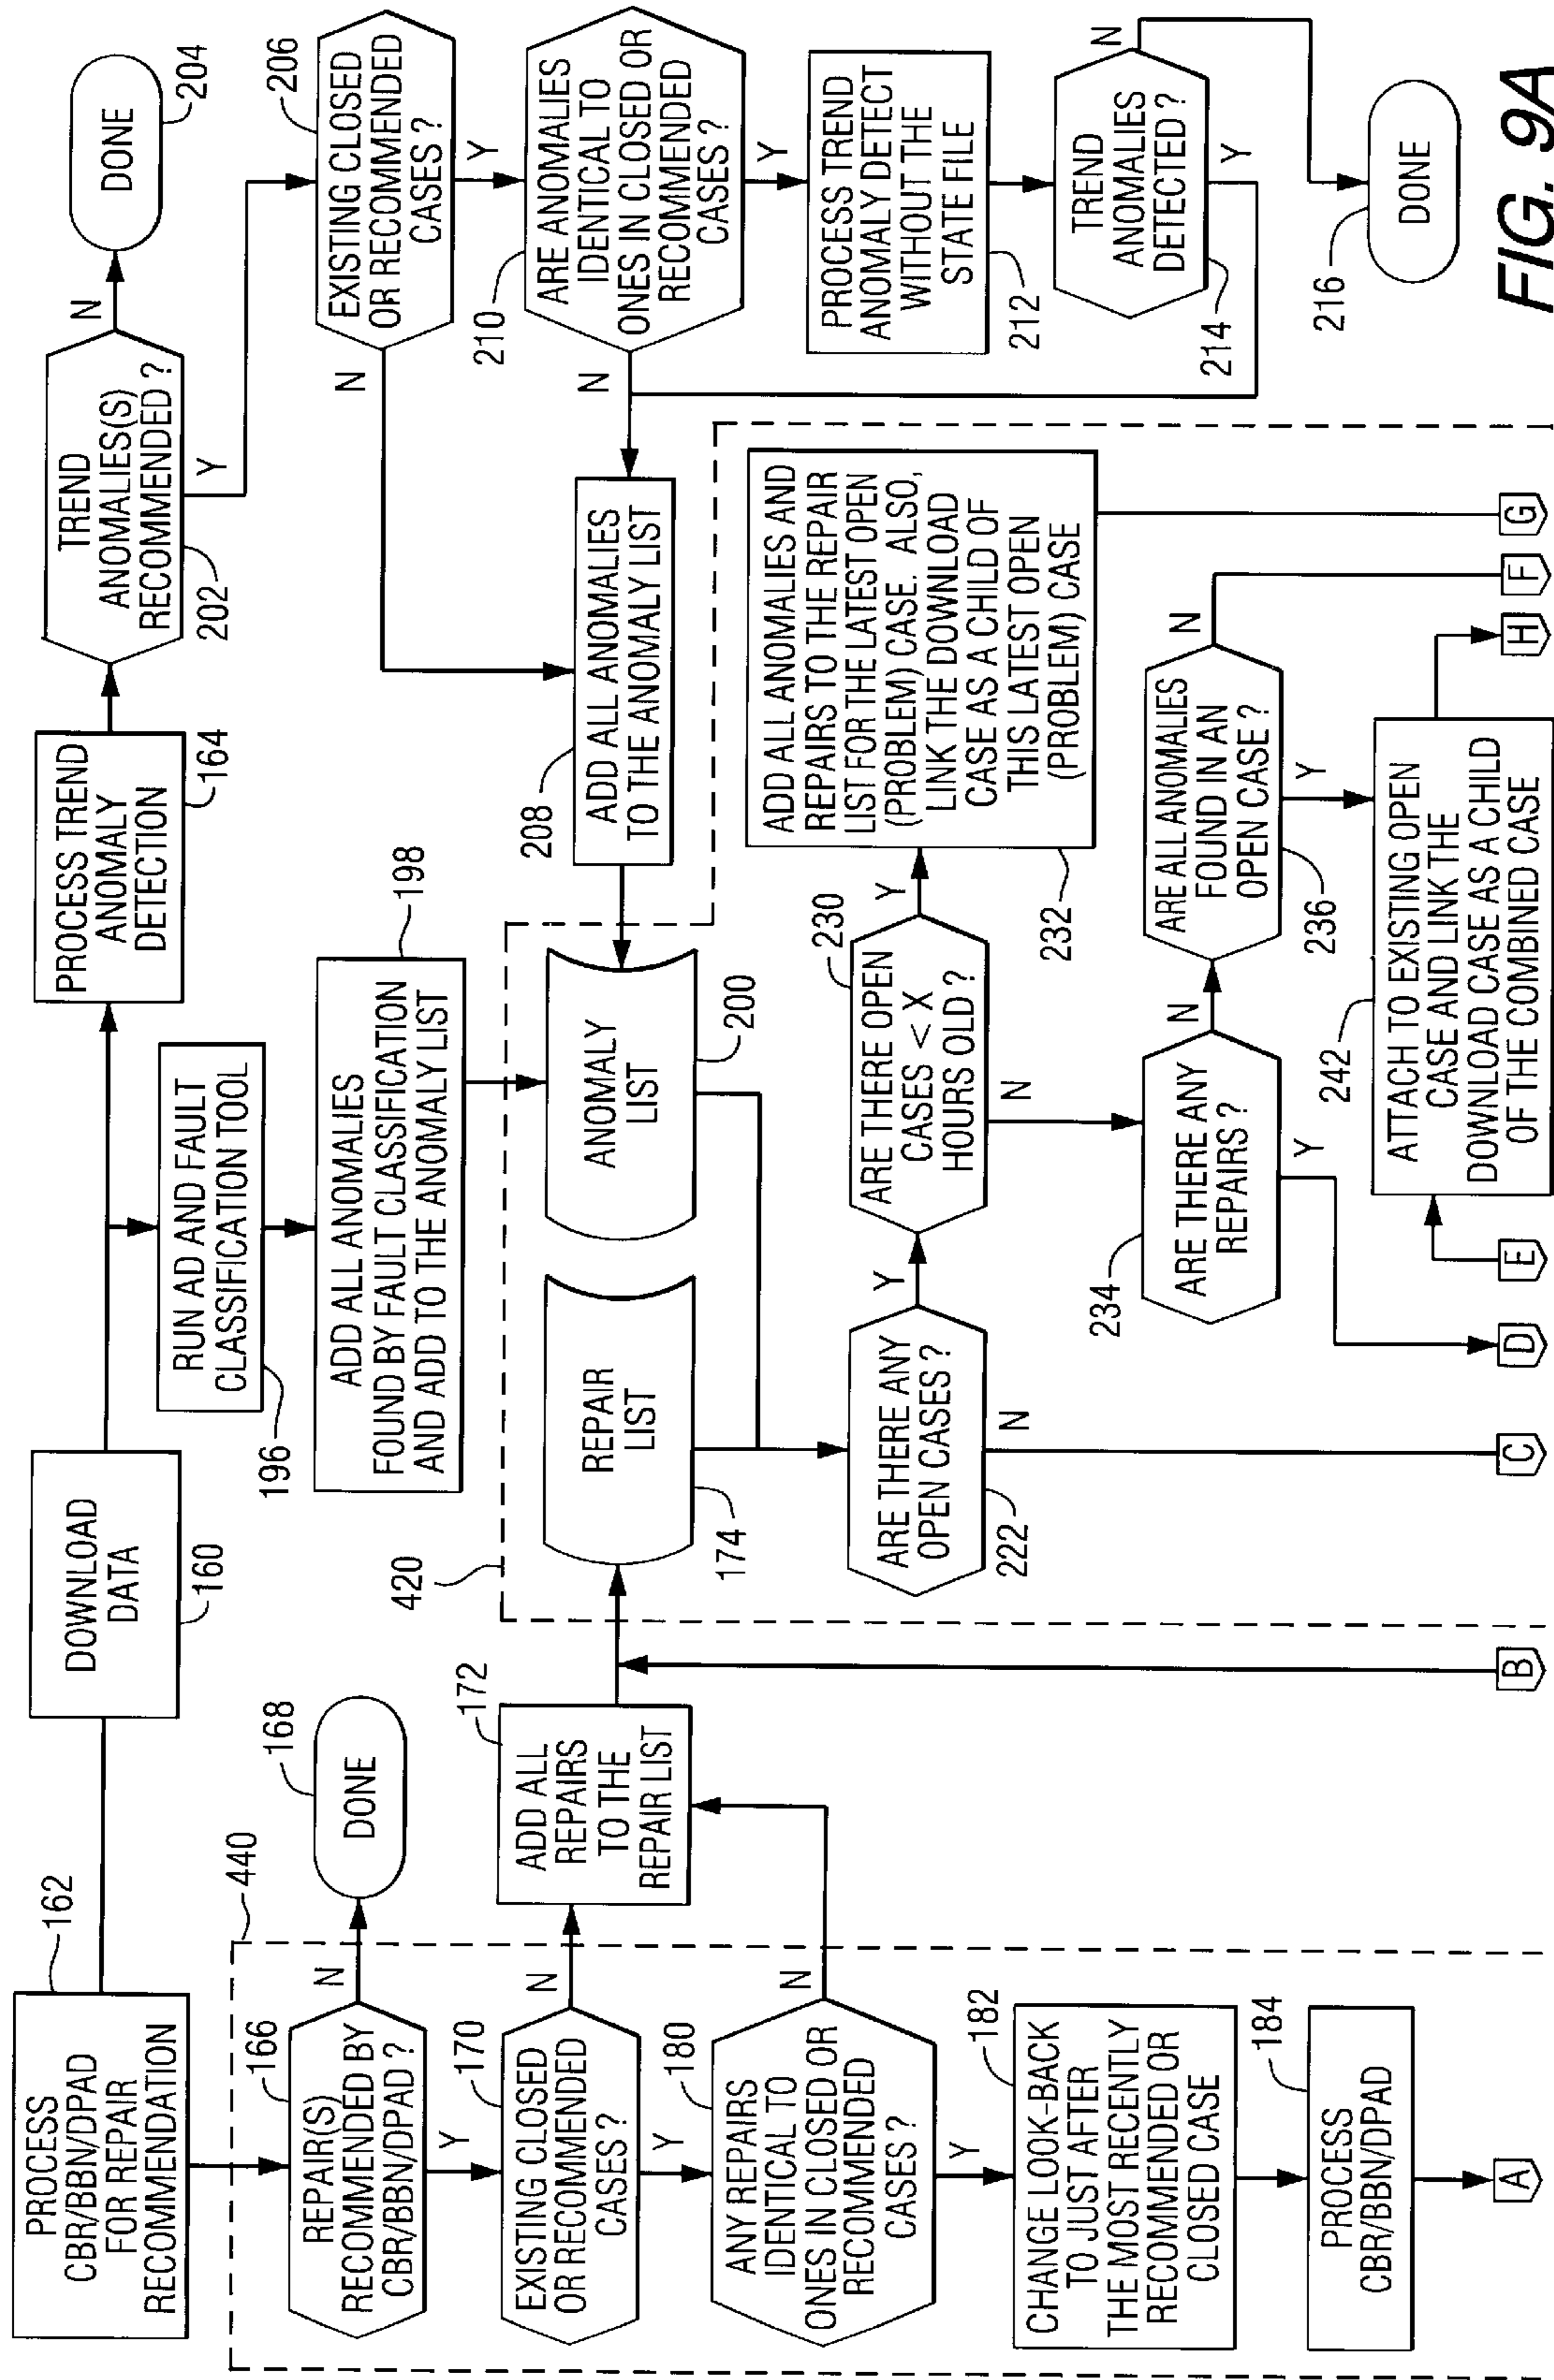 PROCESS
CBR/BBN/DPAD
FOR REPAIR
RECOMMENDATION
162
DOWNLOAD
DATA
160
PROCESS TREND
ANOMALY
DETECTION
164
TREND
ANOMALIES(S)
RECOMMENDED ?
202
N
Y
DONE
204
440
REPAIR(S)
RECOMMENDED BY
CBR/BBN/DPAD ?
166
N
Y
DONE
168
RUN AD AND FAULT
CLASSIFICATION TOOL
196
ADD ALL ANOMALIES
FOUND BY FAULT CLASSIFICATION
AND ADD TO THE ANOMALY LIST
198
EXISTING CLOSED
OR RECOMMENDED
CASES ?
206
N
Y
EXISTING CLOSED
OR RECOMMENDED
CASES ?
170
N
Y
ADD ALL
REPAIRS
TO THE
REPAIR LIST
172
420
REPAIR
LIST
174
ANOMALY
LIST
200
ADD ALL ANOMALIES
TO THE ANOMALY LIST
208
ARE ANOMALIES
IDENTICAL TO
ONES IN CLOSED OR
RECOMMENDED
CASES ?
210
N
Y
ANY REPAIRS
IDENTICAL TO
ONES IN CLOSED OR
RECOMMENDED
CASES ?
180
N
Y
ARE THERE ANY
OPEN CASES ?
222
Y
N
ARE THERE OPEN
CASES < X
HOURS OLD ?
230
Y
N
ADD ALL ANOMALIES AND
REPAIRS TO THE REPAIR
LIST FOR THE LATEST OPEN
(PROBLEM) CASE. ALSO,
LINK THE DOWNLOAD
CASE AS A CHILD OF
THIS LATEST OPEN
(PROBLEM) CASE
232
PROCESS TREND
ANOMALY DETECT
WITHOUT THE
STATE FILE
212
CHANGE LOOK-BACK
TO JUST AFTER
THE MOST RECENTLY
RECOMMENDED OR
CLOSED CASE
182
ARE THERE ANY
REPAIRS ?
234
N
Y
ARE ALL ANOMALIES
FOUND IN AN
OPEN CASE ?
236
N
Y
TREND
ANOMALIES
DETECTED ?
214
N
Y
PROCESS
CBR/BBN/DPAD
184
ATTACH TO EXISTING OPEN
CASE AND LINK THE
DOWNLOAD CASE AS A CHILD
OF THE COMBINED CASE
242
DONE
216
A
B
C
D
E
H
F
G
FIG. 9A